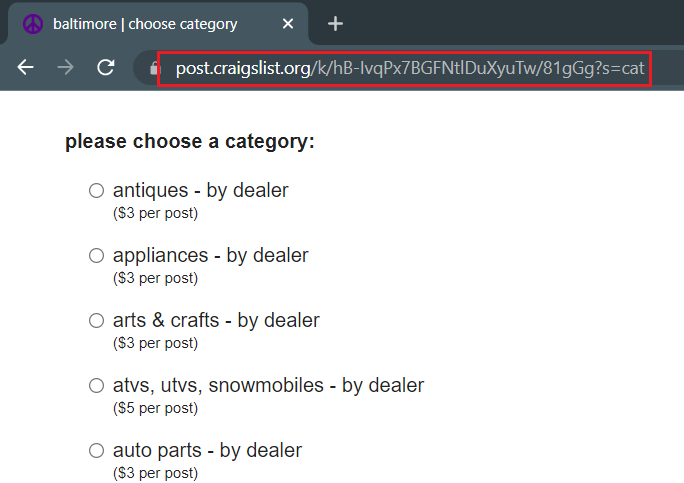 baltimore | choose category
post.craigslist.org/k/hB-IvqPx7BGFNtlDuXyuTw/81gGg?s=cat
please choose a category:
antiques - by dealer
($3 per post)
appliances - by dealer
($3 per post)
arts & crafts - by dealer
($3 per post)
atvs, utvs, snowmobiles - by dealer
($5 per post)
auto parts - by dealer
($3 per post)